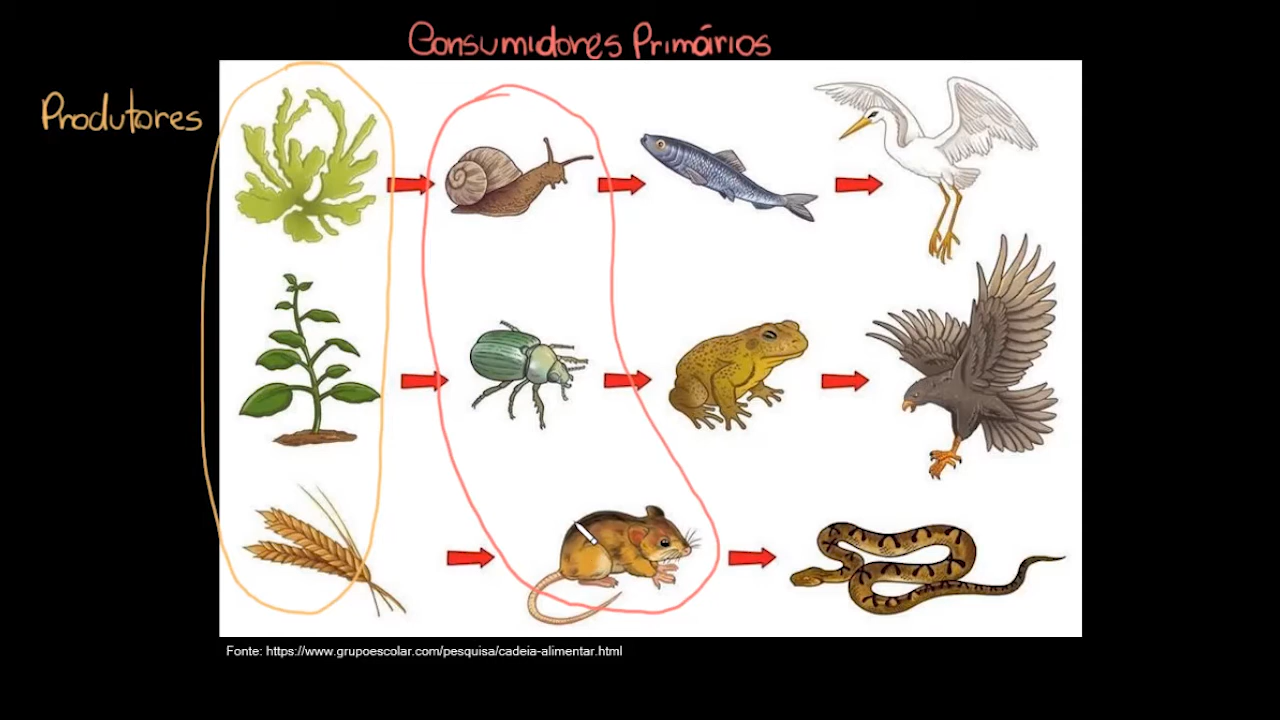 Consumidores Primários
Produtores
Fonte: https://www.grupoescolar.com/pesquisa/cadeia-alimentar.html